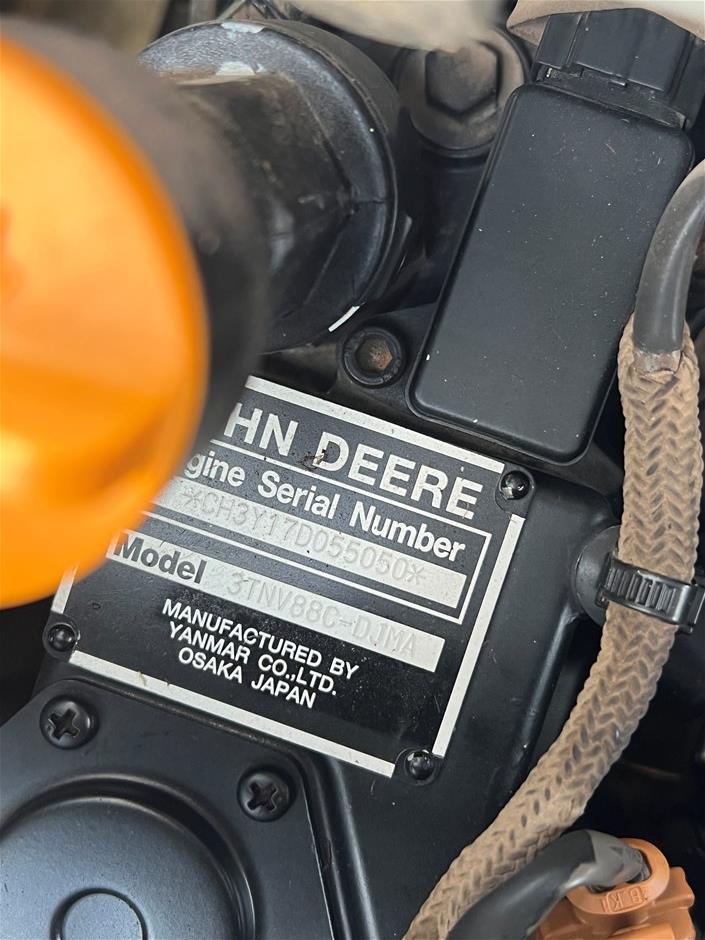 HN DEERE
gine Serial Number
*CH3Y17D055050*
Model 3TNV88C-DJMA
MANUFACTURED BY
YANMAR CO.,LTD.
OSAKA JAPAN